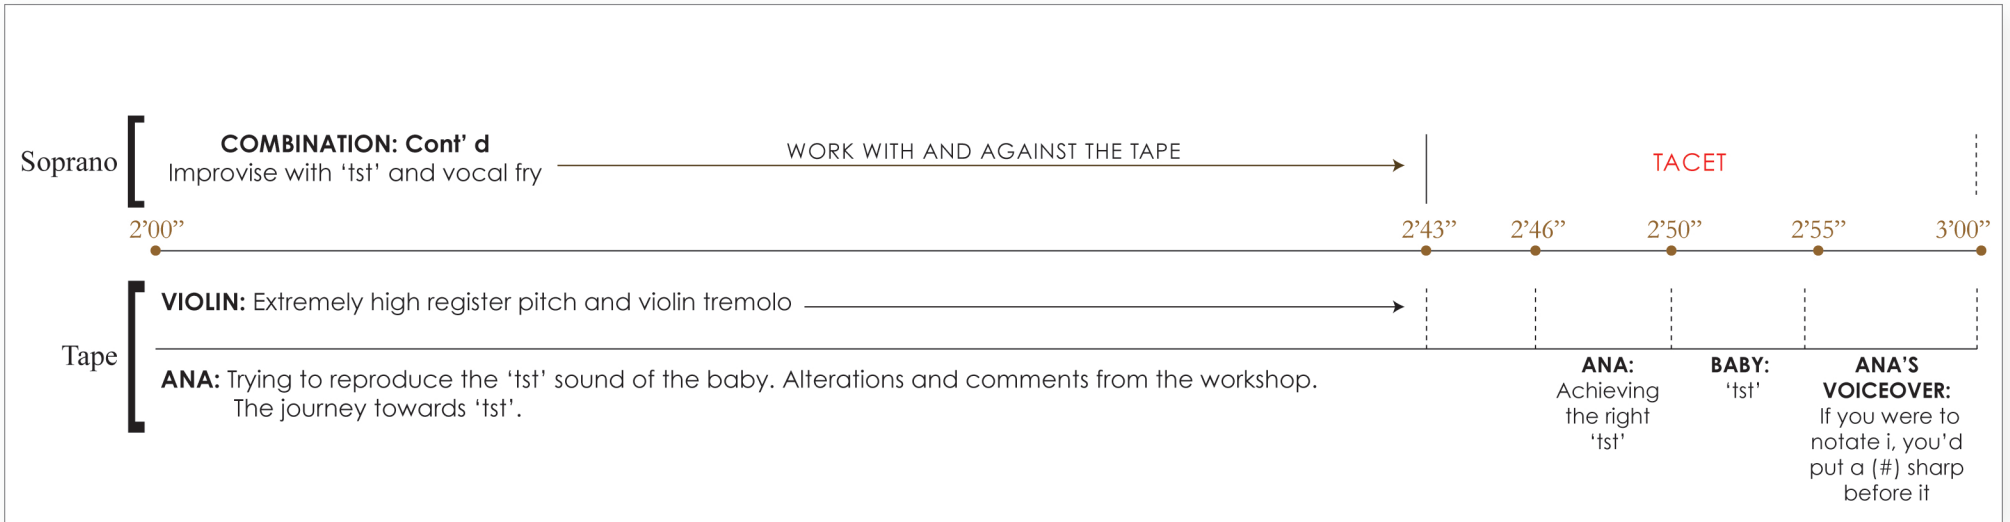 COMBINATION: Cont’ d
Improvise with ‘tst’ and vocal fry
WORK WITH AND AGAINST THE TAPE
TACET
Soprano
2’00”
2’43”
2’46”
2’50”
2’55”
3’00”
VIOLIN: Extremely high register pitch and violin tremolo
Tape
ANA: Trying to reproduce the ‘tst’ sound of the baby. Alterations and comments from the workshop.
The journey towards ‘tst’.
ANA:
Achieving
the right
‘tst’
BABY:
‘tst’
ANA’S
VOICEOVER:
If you were to
notate i, you’d
put a (#) sharp
before it